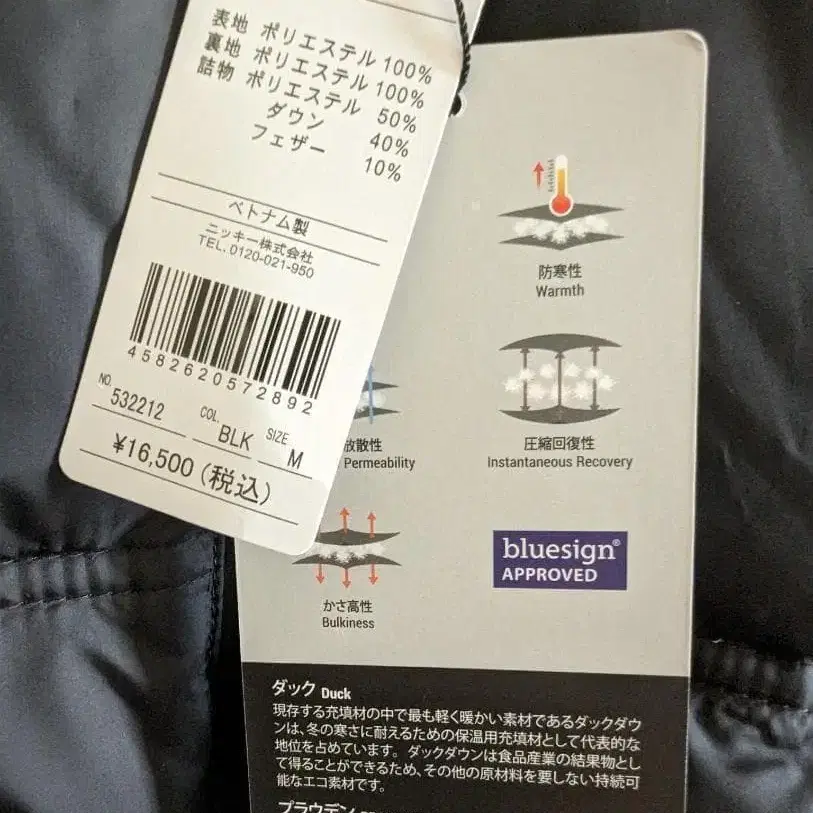 表地 ポリエステル 100%
裏地 ポリエステル 100%
詰物 ポリエステル 50%
ダウン 40%
フェザー 10%
ベトナム製
ニッキー株式会社
TEL. 0120-021-950
4582620572892
NO. 532212 COL. BLK SIZE M
¥16,500 (税込)
防寒性
Warmth
放散性
Permeability
圧縮回復性
Instantaneous Recovery
かさ高性
Bulkiness
bluesign®
APPROVED
ダック Duck
現存する充填材の中で最も軽く暖かい素材であるダックダウ
ンは、冬の寒さに耐えるための保温用充填材として代表的な
地位を占めています。ダックダウンは食品産業の結果物とし
て得ることができるため、その他の原材料を要しない持続可
能なエコ素材です。
プラウデン